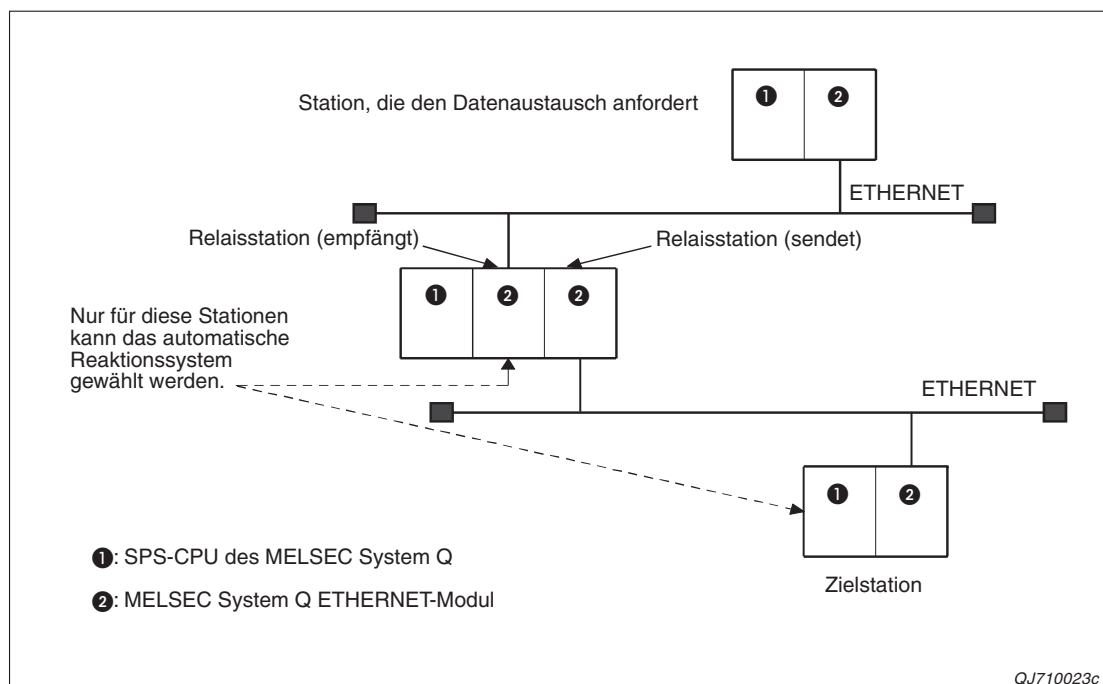 Station, die den Datenaustausch anfordert
❶ ❷
ETHERNET
Relaisstation (empfängt)
Relaisstation (sendet)
❶ ❷ ❷
Nur für diese Stationen
kann das automatische
Reaktionssystem
gewählt werden.
ETHERNET
❶ ❷
Zielstation
❶: SPS-CPU des MELSEC System Q
❷: MELSEC System Q ETHERNET-Modul
QJ710023c